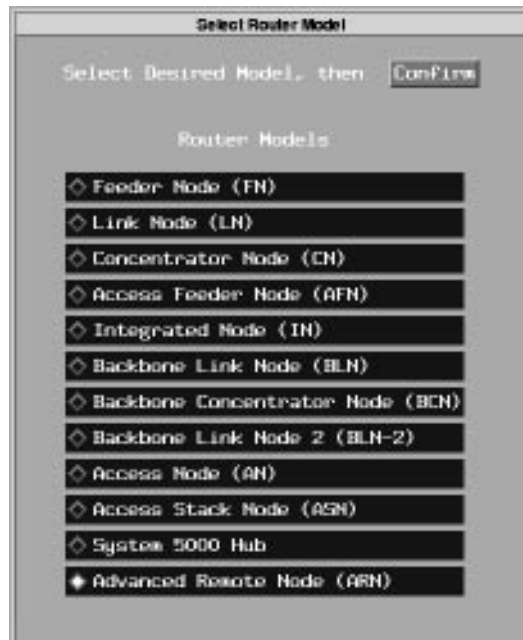 Select Router Model
Select Desired Model, then Confirm
Router Models
Feeder Node (FN)
Link Node (LN)
Concentrator Node (CN)
Access Feeder Node (AFN)
Integrated Node (IN)
Backbone Link Node (BLN)
Backbone Concentrator Node (BCN)
Backbone Link Node 2 (BLN-2)
Access Node (AN)
Access Stack Node (ASN)
System 5000 Hub
Advanced Remote Node (ARN)